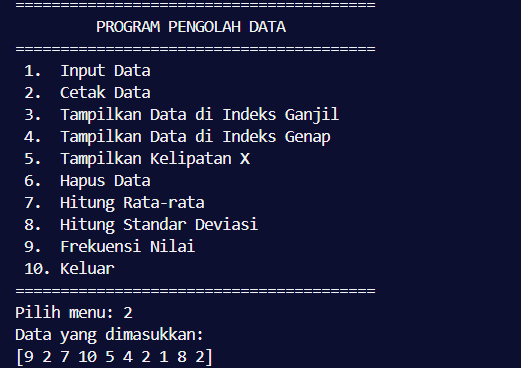 ========================================
PROGRAM PENGOLAH DATA
========================================
1. Input Data
2. Cetak Data
3. Tampilkan Data di Indeks Ganjil
4. Tampilkan Data di Indeks Genap
5. Tampilkan Kelipatan X
6. Hapus Data
7. Hitung Rata-rata
8. Hitung Standar Deviasi
9. Frekuensi Nilai
10. Keluar
========================================
Pilih menu: 2
Data yang dimasukkan:
[9 2 7 10 5 4 2 1 8 2]